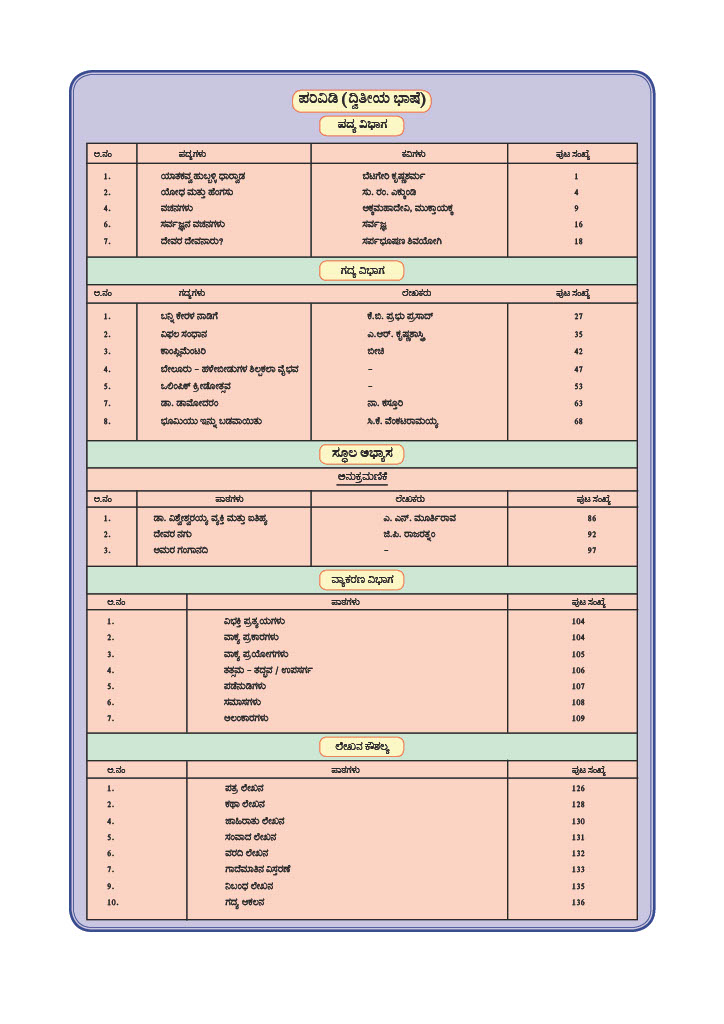 ಪರಿವಿಡಿ (ದ್ವಿತೀಯ ಭಾಷೆ)
ಪದ್ಯ ವಿಭಾಗ
ಅ.ನಂ ಪದ್ಯಗಳು ಕವಿಗಳು ಪುಟ ಸಂಖ್ಯೆ
1. ಯಾತಕವ್ವ ಹುಬ್ಬಳ್ಳಿ ಧಾರ‍್ವಾಡ ಬೆಟಗೇರಿ ಕೃಷ್ಣಶರ್ಮ 1
2. ಯೋಧ ಮತ್ತು ಹೆಂಗಸು ಸು. ರಂ. ಎಕ್ಕುಂಡಿ 4
4. ವಚನಗಳು ಅಕ್ಕಮಹಾದೇವಿ, ಮುಕ್ತಾಯಕ್ಕ 9
6. ಸರ್ವಜ್ಞನ ವಚನಗಳು ಸರ್ವಜ್ಞ 16
7. ದೇವರ ದೇವನಾರು? ಸರ್ಪಭೂಷಣ ಶಿವಯೋಗಿ 18
ಗದ್ಯ ವಿಭಾಗ
ಅ.ನಂ ಗದ್ಯಗಳು ಲೇಖಕರು ಪುಟ ಸಂಖ್ಯೆ
1. ಬನ್ನಿ ಕೇರಳ ನಾಡಿಗೆ ಕೆ.ಬಿ. ಪ್ರಭು ಪ್ರಸಾದ್ 27
2. ವಿಫಲ ಸಂಧಾನ ಎ.ಆರ್. ಕೃಷ್ಣಶಾಸ್ತ್ರಿ 35
3. ಕಾಂಪ್ಲಿಮೆಂಟರಿ ಬೀಚಿ 42
4. ಬೇಲೂರು – ಹಳೇಬೀಡುಗಳ ಶಿಲ್ಪಕಲಾ ವೈಭವ – 47
5. ಒಲಿಂಪಿಕ್ ಕ್ರೀಡೋತ್ಸವ – 53
7. ಡಾ. ಡಾಮೋದರಂ ನಾ. ಕಸ್ತೂರಿ 63
8. ಭೂಮಿಯು ಇನ್ನು ಬಡವಾಯಿತು ಸಿ.ಕೆ. ವೆಂಕಟರಾಮಯ್ಯ 68
ಸ್ಥೂಲ ಅಭ್ಯಾಸ
ಅನುಕ್ರಮಣಿಕೆ
ಅ.ನಂ ಪಾಠಗಳು ಲೇಖಕರು ಪುಟ ಸಂಖ್ಯೆ
1. ಡಾ. ವಿಶ್ವೇಶ್ವರಯ್ಯ ವ್ಯಕ್ತಿ ಮತ್ತು ಐತಿಹ್ಯ ಎ. ಎನ್. ಮೂರ್ತಿರಾವ 86
2. ದೇವರ ನಗು ಜಿ.ಪಿ. ರಾಜರತ್ನಂ 92
3. ಅಮರ ಗಂಗಾನದಿ – 97
ವ್ಯಾಕರಣ ವಿಭಾಗ
ಅ.ನಂ ಪಾಠಗಳು ಪುಟ ಸಂಖ್ಯೆ
1. ವಿಭಕ್ತಿ ಪ್ರತ್ಯಯಗಳು 104
2. ವಾಕ್ಯ ಪ್ರಕಾರಗಳು 104
3. ವಾಕ್ಯ ಪ್ರಯೋಗಗಳು 105
4. ತತ್ಸಮ – ತದ್ಭವ / ಉಪಸರ್ಗ 106
5. ಪಡೆನುಡಿಗಳು 107
6. ಸಮಾಸಗಳು 108
7. ಅಲಂಕಾರಗಳು 109
ಲೇಖನ ಕೌಶಲ್ಯ
ಅ.ನಂ ಪಾಠಗಳು ಪುಟ ಸಂಖ್ಯೆ
1. ಪತ್ರ ಲೇಖನ 126
2. ಕಥಾ ಲೇಖನ 128
4. ಜಾಹಿರಾತು ಲೇಖನ 130
5. ಸಂವಾದ ಲೇಖನ 131
6. ವರದಿ ಲೇಖನ 132
7. ಗಾದೆಮಾತಿನ ವಿಸ್ತರಣೆ 133
9. ನಿಬಂಧ ಲೇಖನ 135
10. ಗದ್ಯ ಆಕಲನ 136